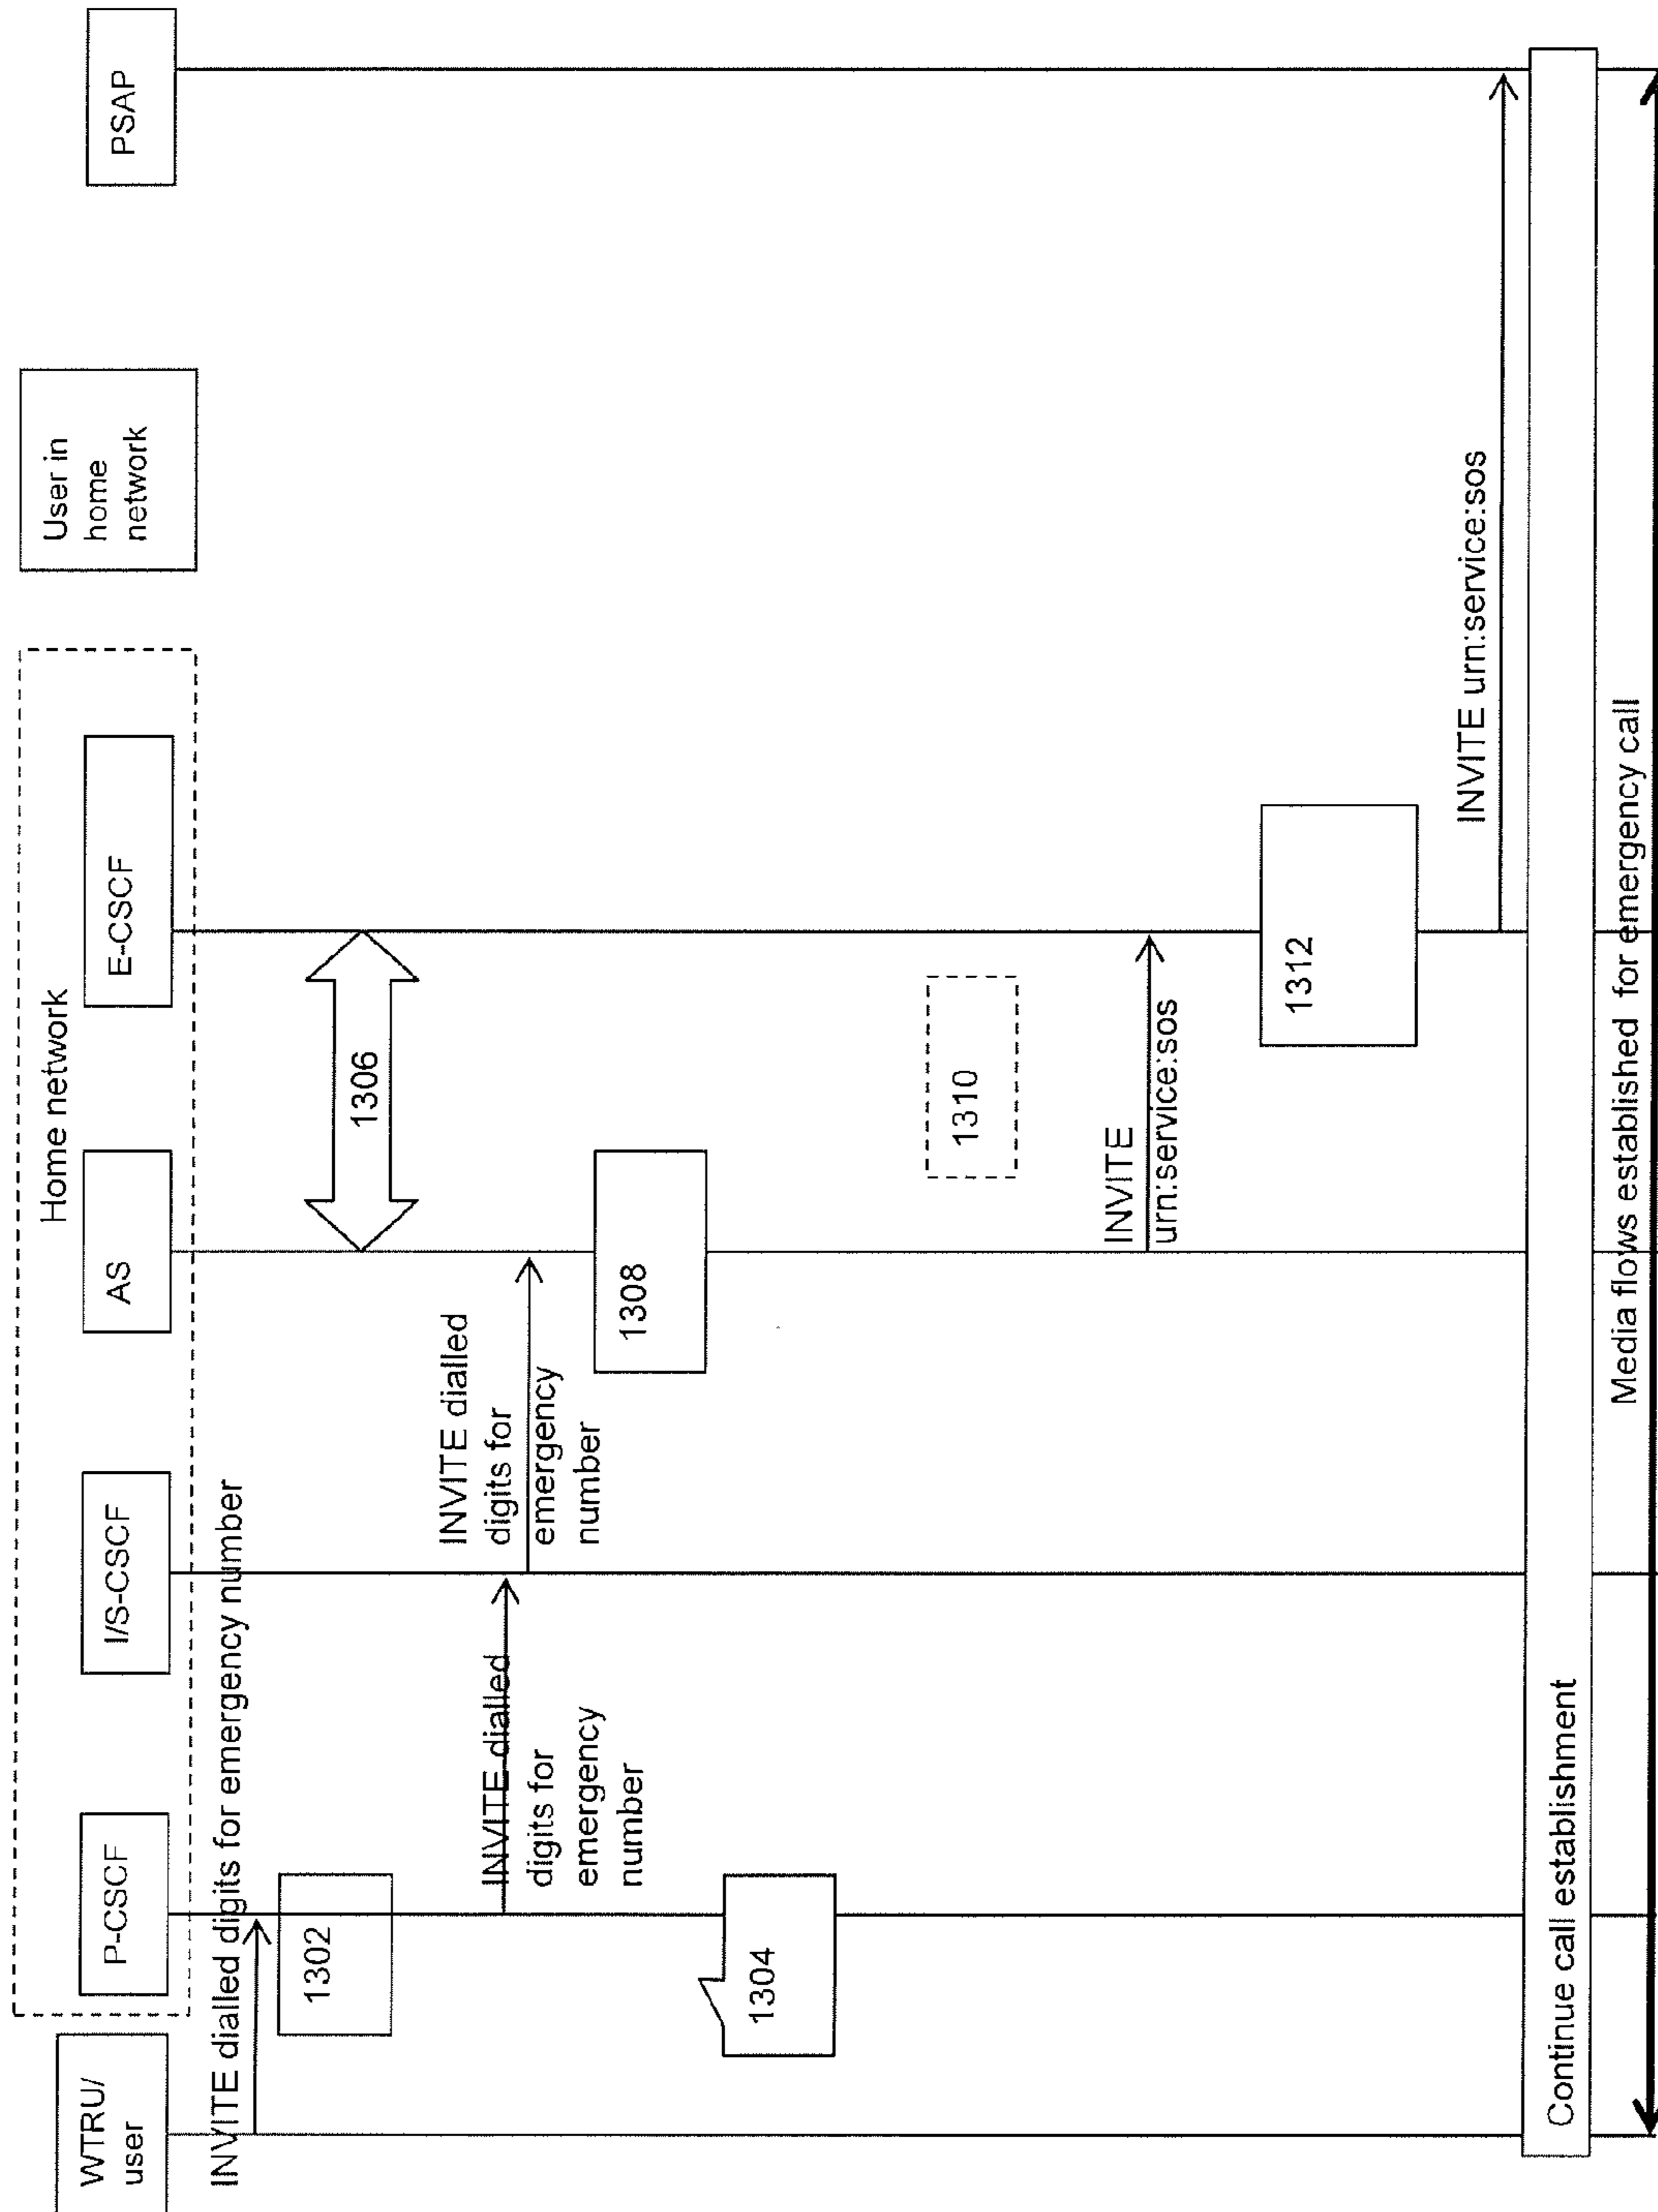 Home network
WTRU/
user
P-CSCF
I/S-CSCF
AS
E-CSCF
User in
home
network
PSAP
INVITE dialled digits for emergency number
1302
1306
INVITE dialled
digits for
emergency
number
INVITE dialled
digits for
emergency
number
1308
1304
1310
INVITE
urn:service:sos
1312
INVITE urn:service:sos
Continue call establishment
Media flows established for emergency call